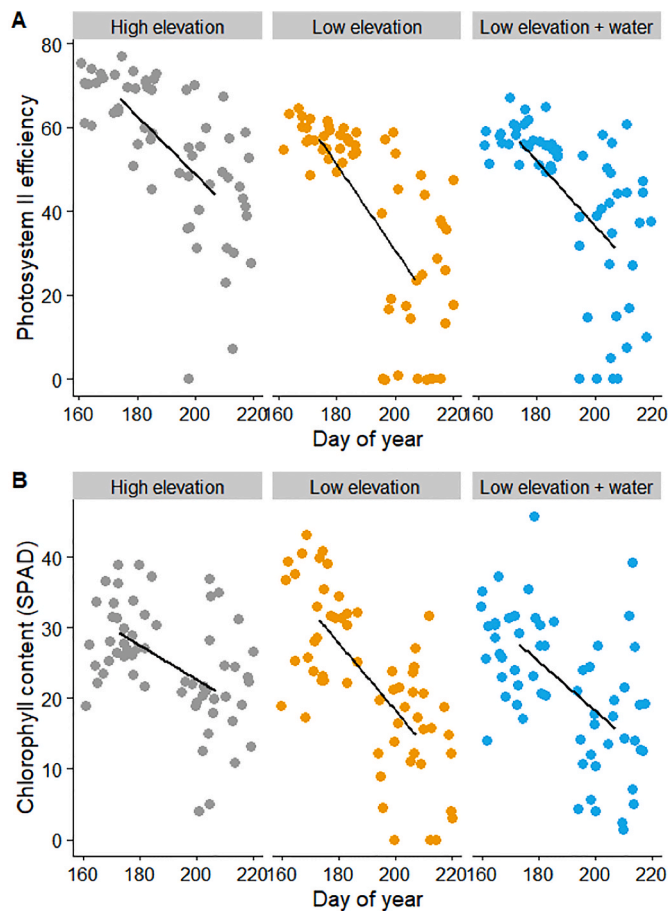 A
High elevation Low elevation Low elevation + water
80
60
40
20
0
Photosystem II efficiency
160 180 200 220 160 180 200 220 160 180 200 220
Day of year
B
High elevation Low elevation Low elevation + water
40
30
20
10
0
Chlorophyll content (SPAD)
160 180 200 220 160 180 200 220 160 180 200 220
Day of year